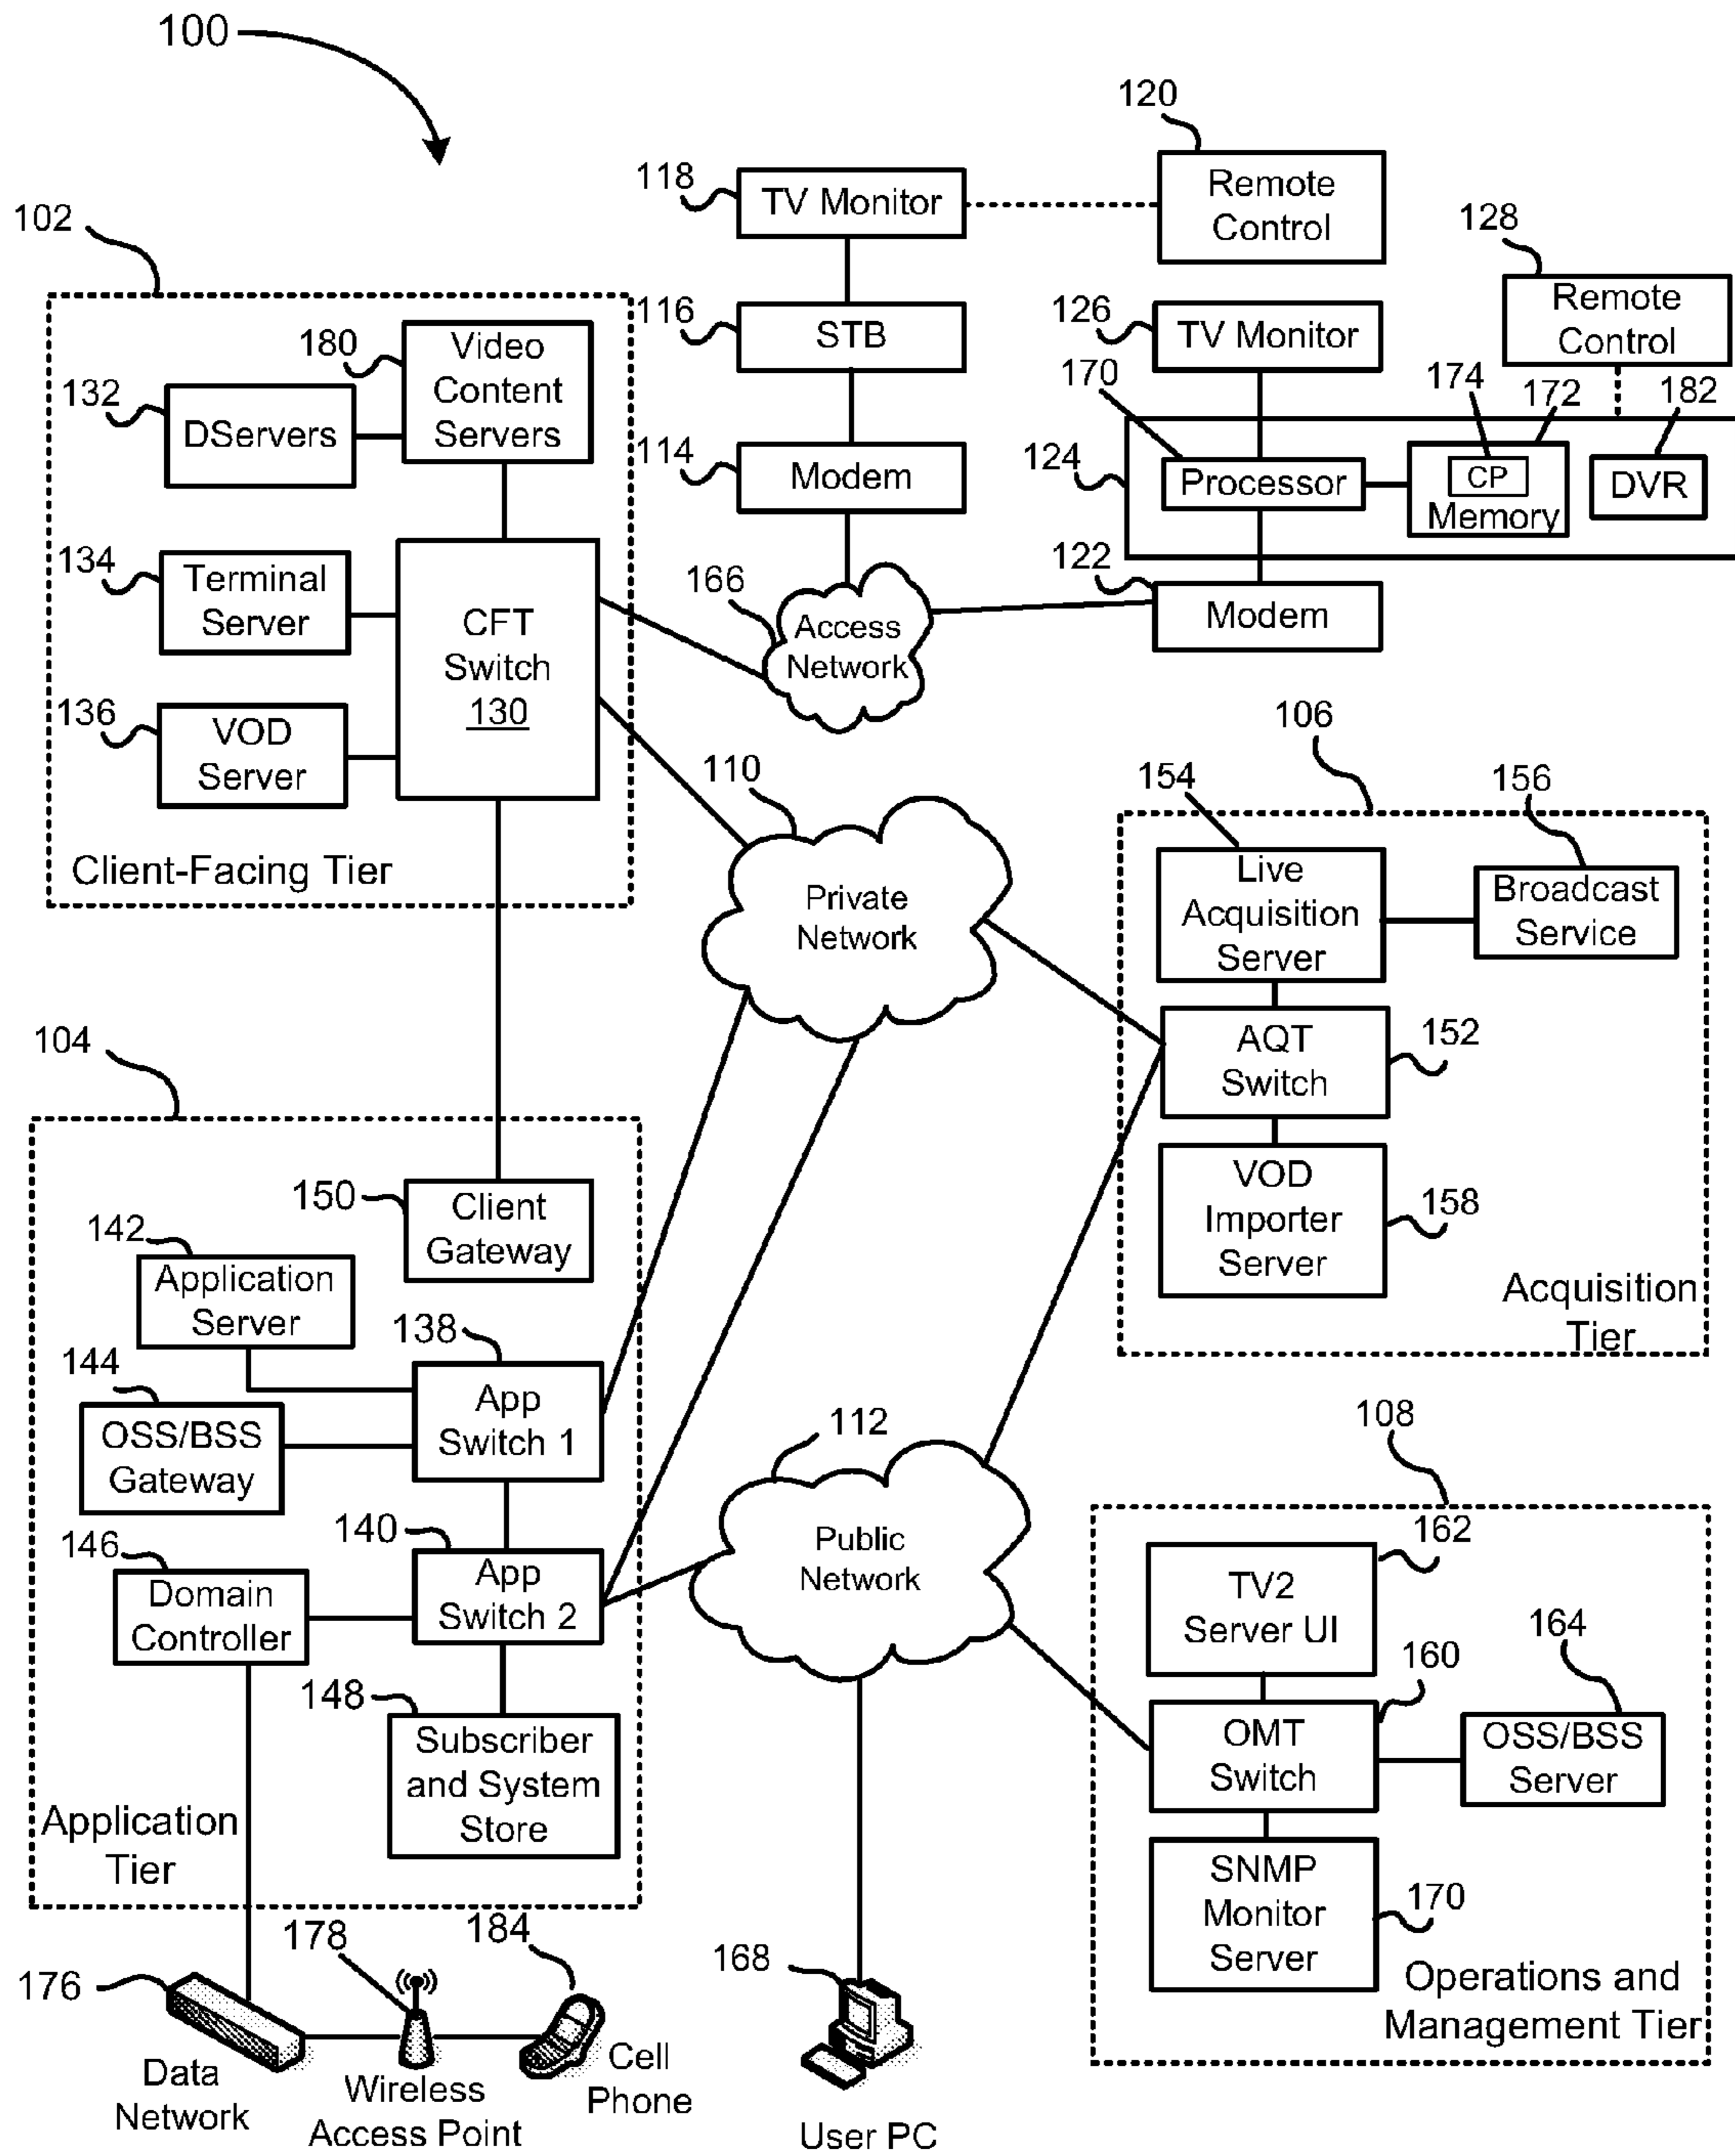 100
120
118
TV Monitor
Remote
Control
102
128
116
STB
126
TV Monitor
Remote
Control
180
Video
Content
Servers
132
DServers
170
174
172
182
114
Modem
124
Processor
CP
Memory
DVR
134
Terminal
Server
CFT
Switch
130
166
Access
Network
122
Modem
136
VOD
Server
110
106
154
156
Client-Facing Tier
Private
Network
Live
Acquisition
Server
Broadcast
Service
104
AQT
Switch
152
150
Client
Gateway
VOD
Importer
Server
158
142
Application
Server
Acquisition
Tier
138
144
App
Switch 1
OSS/BSS
Gateway
112
108
140
146
App
Switch 2
Domain
Controller
Public
Network
162
TV2
Server UI
164
160
148
Subscriber
and System
Store
OMT
Switch
OSS/BSS
Server
Application
Tier
SNMP
Monitor
Server
170
178
184
168
176
Operations and
Management Tier
Data
Network
Wireless
Access Point
Cell
Phone
User PC